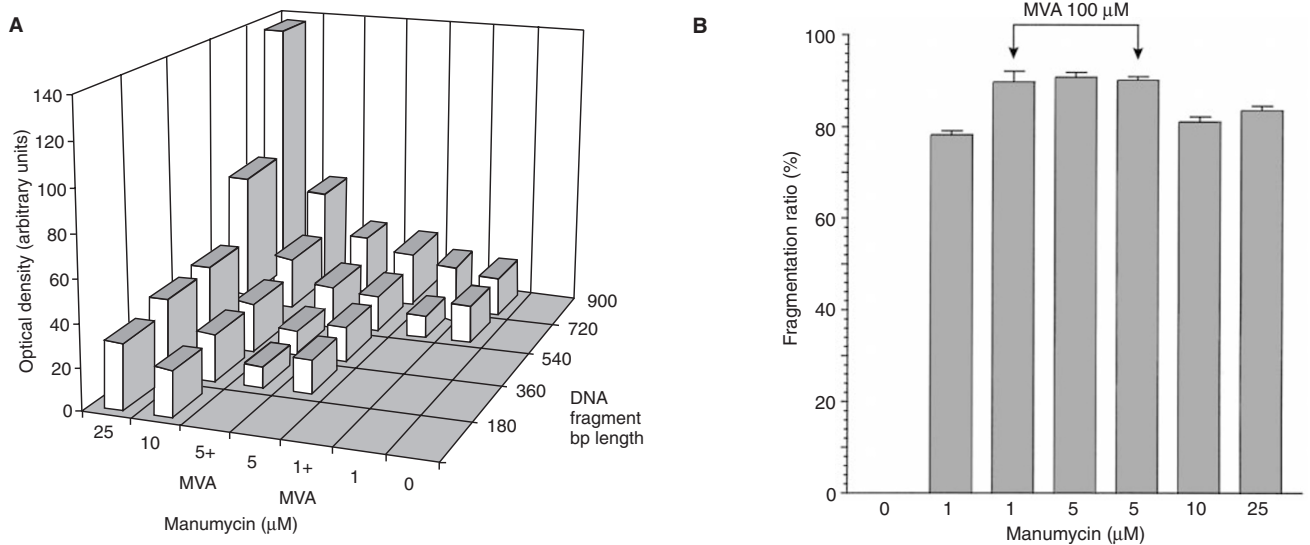 A
Optical density (arbitrary units)
140
120
100
80
60
40
20
0
25
10
5+
MVA
5
1+
MVA
1
0
Manumycin (μM)
900
720
540
360
180
DNA
fragment
bp length
B
MVA 100 μM
Fragmentation ratio (%)
100
80
60
40
20
0
0 1 1 5 5 10 25
Manumycin (μM)